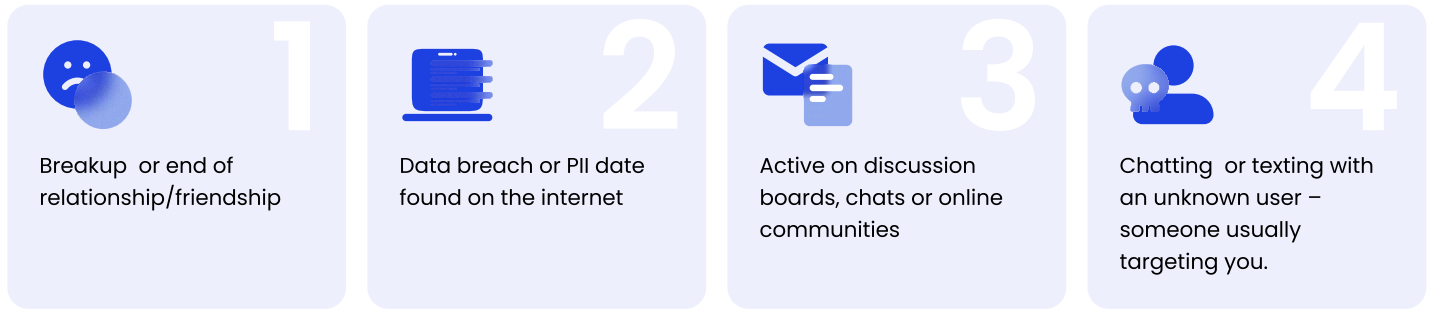 1
Breakup  or end of
relationship/friendship
2
Data breach or PII date
found on the internet
3
Active on discussion
boards, chats or online
communities
4
Chatting  or texting with
an unknown user –
someone usually
targeting you.